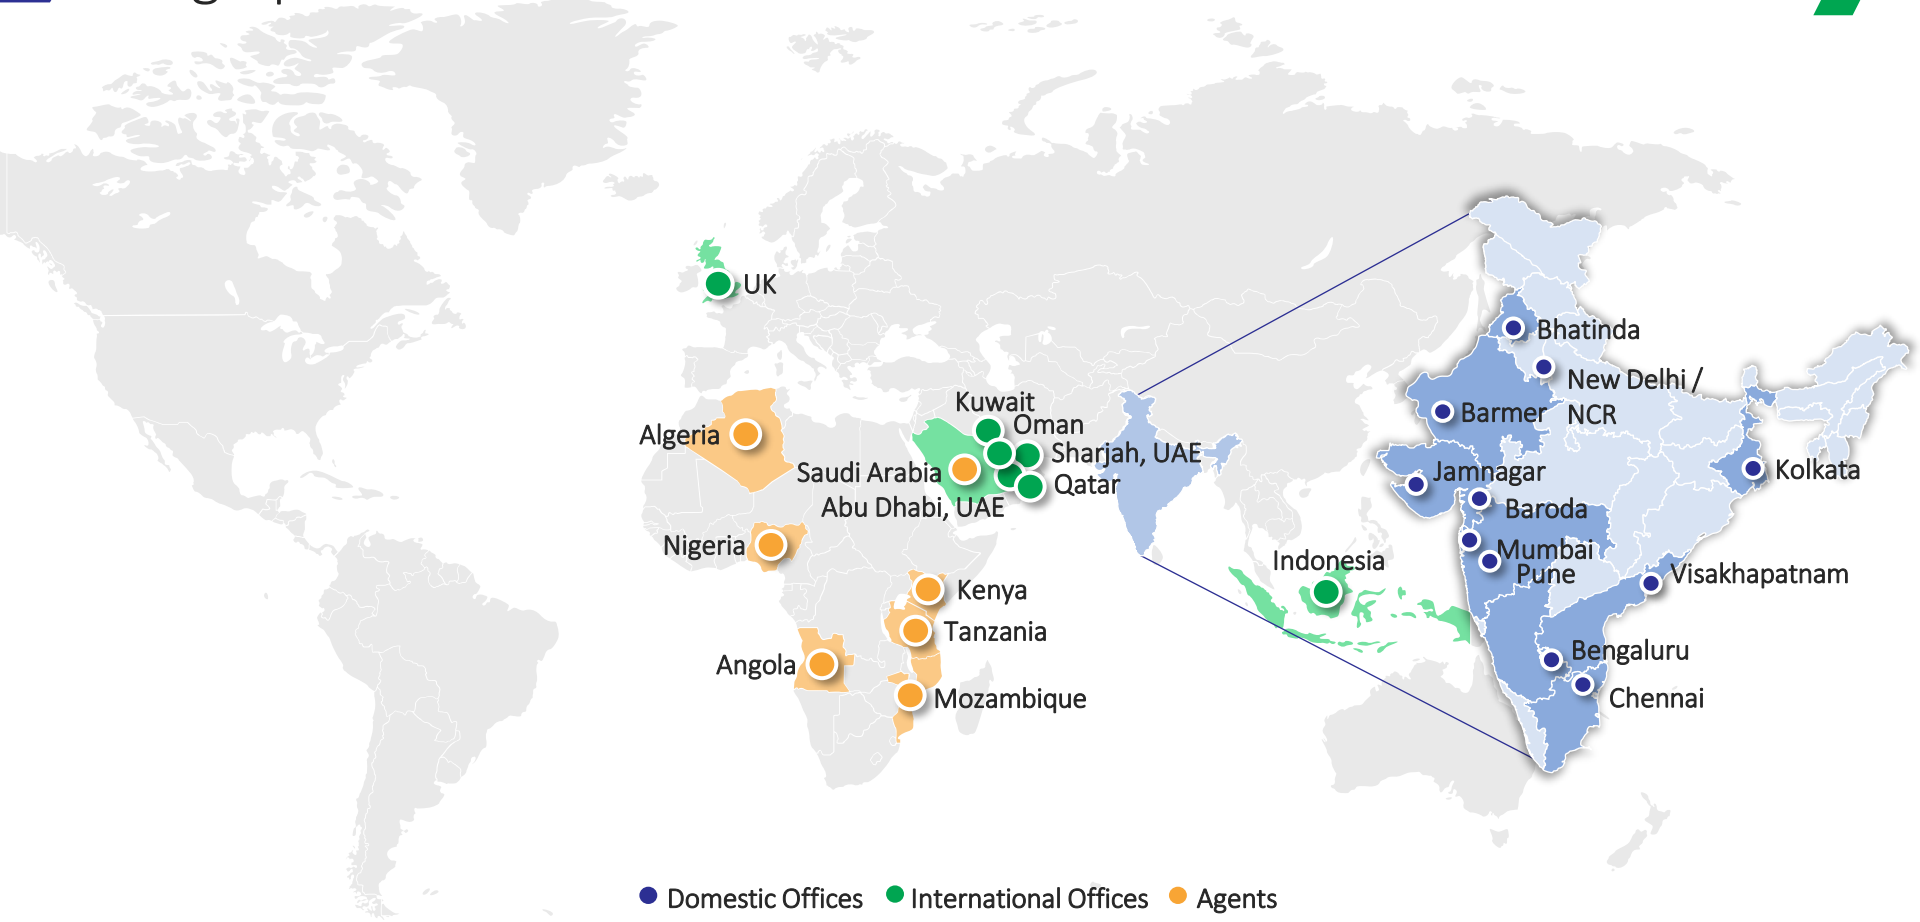 UK
Kuwait
Oman
Algeria
Sharjah, UAE
Saudi Arabia
Qatar
Abu Dhabi, UAE
Nigeria
Indonesia
Kenya
Tanzania
Angola
Mozambique
Bhatinda
New Delhi /
NCR
Barmer
Jamnagar
Kolkata
Baroda
Mumbai
Pune
Visakhapatnam
Bengaluru
Chennai
Domestic Offices
International Offices
Agents